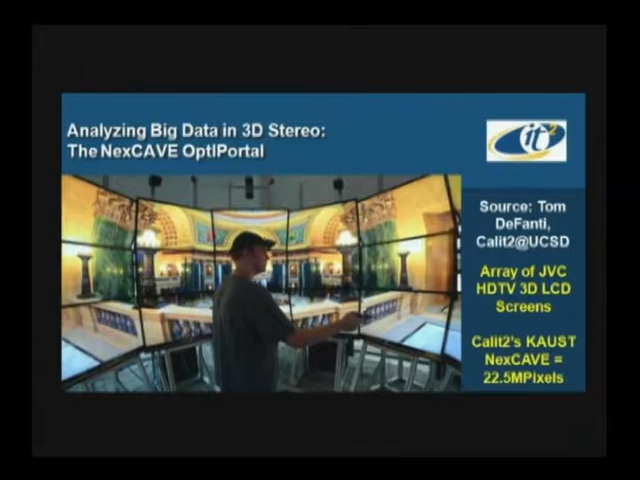 Analyzing Big Data in 3D Stereo:
The NexCAVE OptIPortal
it2
Source: Tom
DeFanti,
Calit2@UCSD
Array of JVC
HDTV 3D LCD
Screens
Calit2's KAUST
NexCAVE =
22.5MPixels